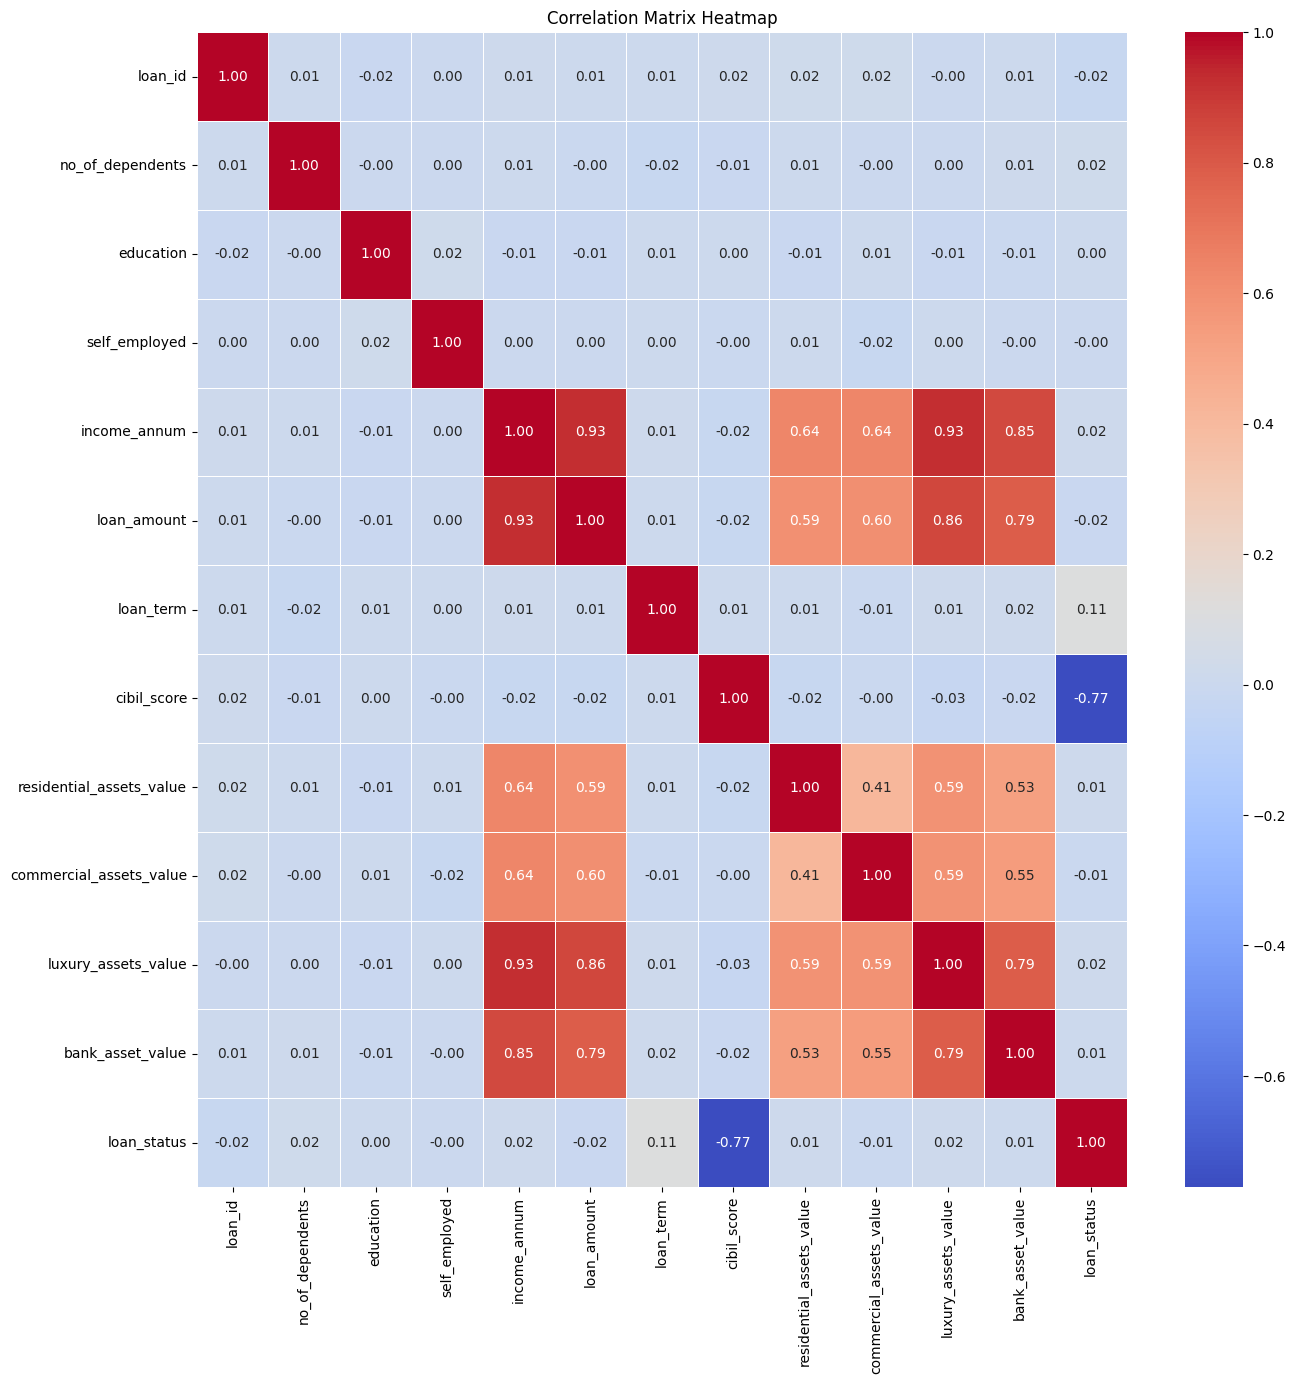 Correlation Matrix Heatmap
loan_id 1.00 0.01 -0.02 0.00 0.01 0.01 0.01 0.02 0.02 0.02 -0.00 0.01 -0.02
no_of_dependents 0.01 1.00 -0.00 0.00 0.01 -0.00 -0.02 -0.01 0.01 -0.00 0.00 0.01 0.02
education -0.02 -0.00 1.00 0.02 -0.01 -0.01 0.01 0.00 -0.01 0.01 -0.01 -0.01 0.00
self_employed 0.00 0.00 0.02 1.00 0.00 0.00 0.00 -0.00 0.01 -0.02 0.00 -0.00 -0.00
income_annum 0.01 0.01 -0.01 0.00 1.00 0.93 0.01 -0.02 0.64 0.64 0.93 0.85 0.02
loan_amount 0.01 -0.00 -0.01 0.00 0.93 1.00 0.01 -0.02 0.59 0.60 0.86 0.79 -0.02
loan_term 0.01 -0.02 0.01 0.00 0.01 0.01 1.00 0.01 0.01 -0.01 0.01 0.02 0.11
cibil_score 0.02 -0.01 0.00 -0.00 -0.02 -0.02 0.01 1.00 -0.02 -0.00 -0.03 -0.02 -0.77
residential_assets_value 0.02 0.01 -0.01 0.01 0.64 0.59 0.01 -0.02 1.00 0.41 0.59 0.53 0.01
commercial_assets_value 0.02 -0.00 0.01 -0.02 0.64 0.60 -0.01 -0.00 0.41 1.00 0.59 0.55 -0.01
luxury_assets_value -0.00 0.00 -0.01 0.00 0.93 0.86 0.01 -0.03 0.59 0.59 1.00 0.79 0.02
bank_asset_value 0.01 0.01 -0.01 -0.00 0.85 0.79 0.02 -0.02 0.53 0.55 0.79 1.00 0.01
loan_status -0.02 0.02 0.00 -0.00 0.02 -0.02 0.11 -0.77 0.01 -0.01 0.02 0.01 1.00
loan_id
no_of_dependents
education
self_employed
income_annum
loan_amount
loan_term
cibil_score
residential_assets_value
commercial_assets_value
luxury_assets_value
bank_asset_value
loan_status
1.0
0.8
0.6
0.4
0.2
0.0
−0.2
−0.4
−0.6